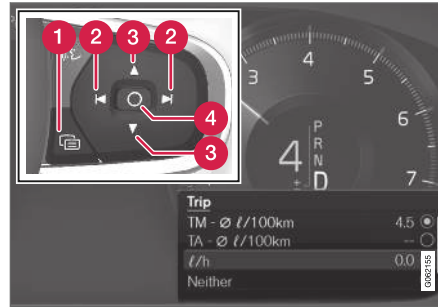 1
2
3
2
4
3
3
4
5
6
7
4
P
R
N
±
D
Trip
TM - Ø ℓ/100km 4.5
TA - Ø ℓ/100km --
ℓ/h 0.0
Neither
G062155